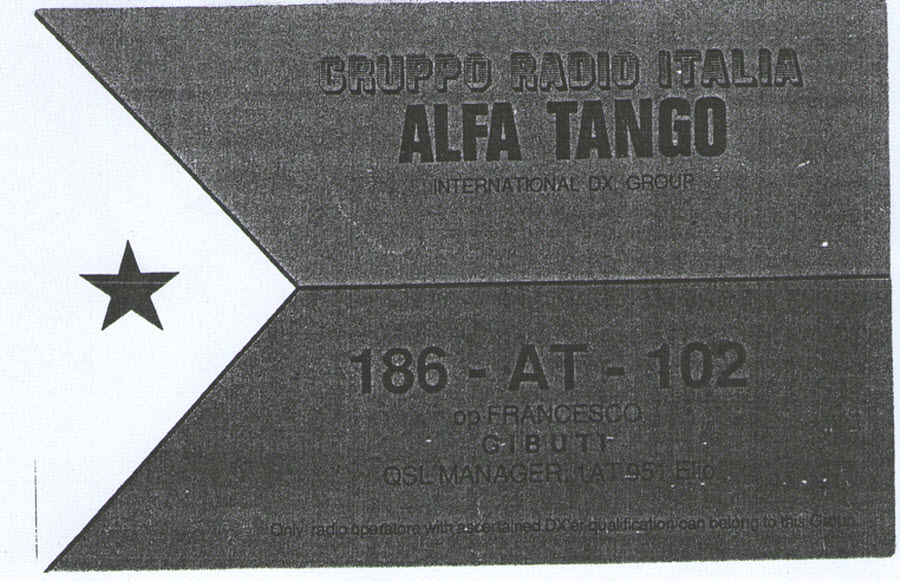 GRUPPO RADIO ITALIA
ALFA TANGO
INTERNATIONAL DX GROUP
186 - AT - 102
op FRANCESCO
GIBUTI
QSL MANAGER 1AT 951 Elio
Only radio operatore with ascertained DX'er qualification can belong to this Group